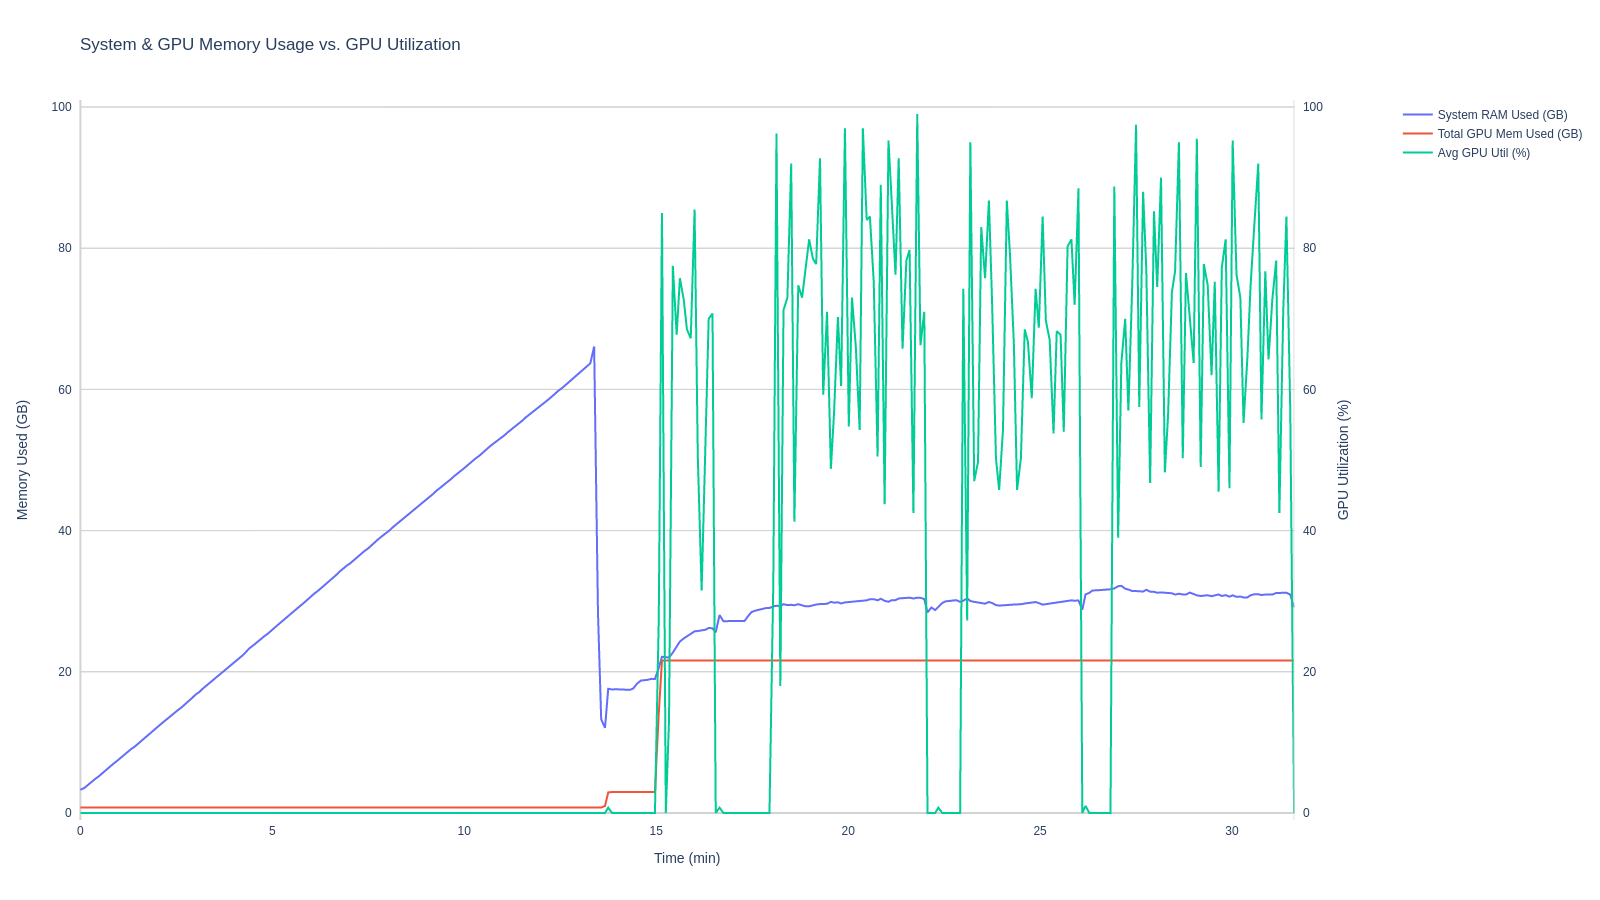 System & GPU Memory Usage vs. GPU Utilization
System RAM Used (GB)
Total GPU Mem Used (GB)
Avg GPU Util (%)
Memory Used (GB)
100
80
60
40
20
0
100
80
60
40
20
0
GPU Utilization (%)
0 5 10 15 20 25 30
Time (min)